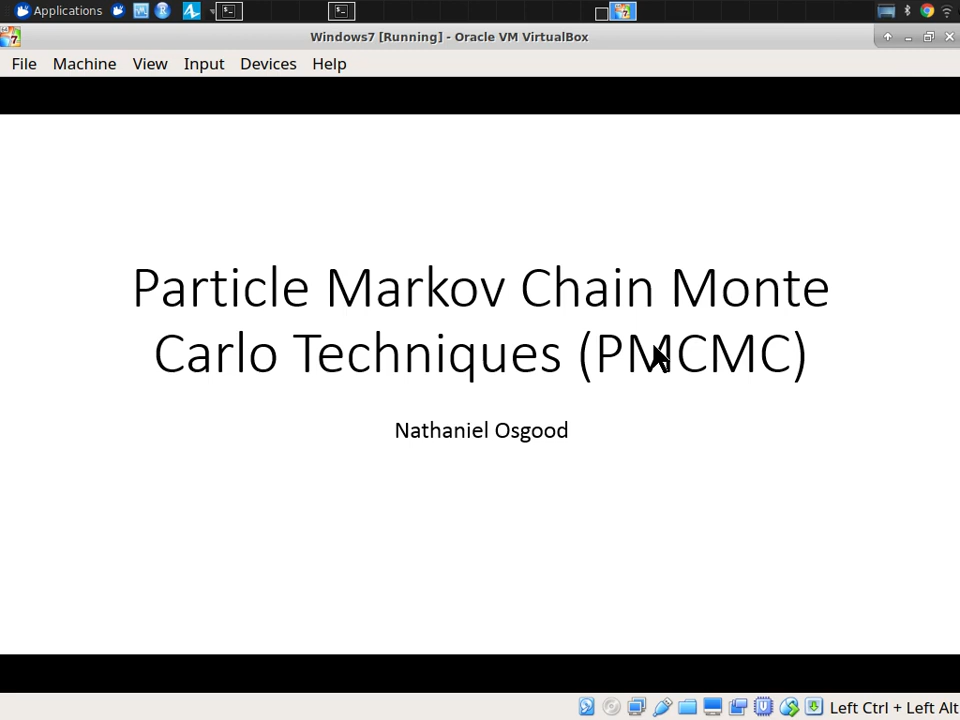 Applications
Windows7 [Running] - Oracle VM VirtualBox
File Machine View Input Devices Help
Particle Markov Chain Monte
Carlo Techniques (PMCMC)
Nathaniel Osgood
Left Ctrl + Left Alt